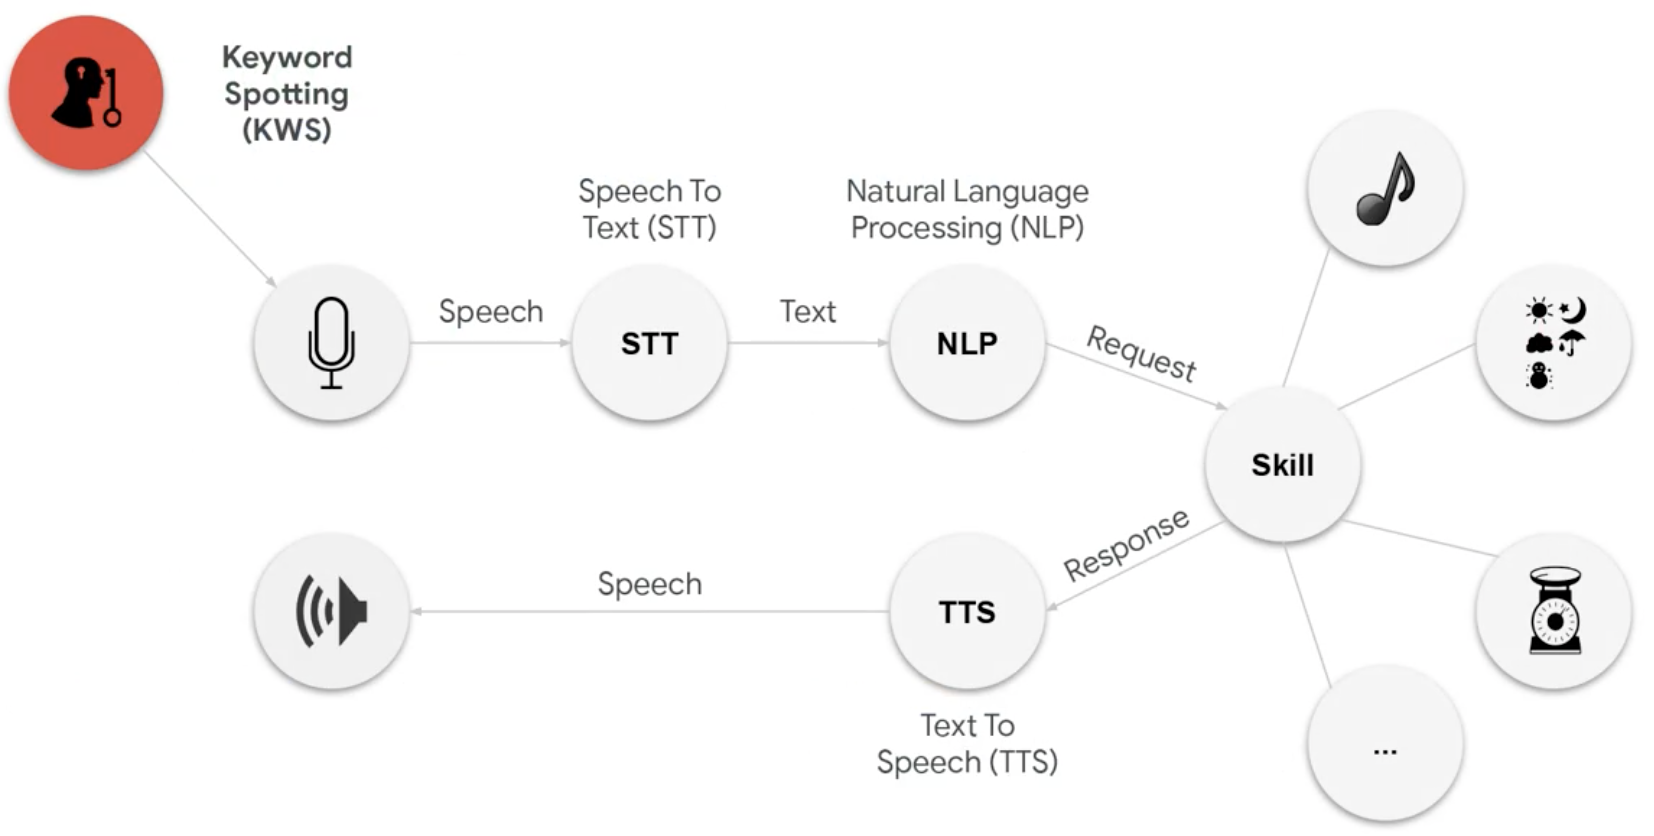 Keyword
Spotting
(KWS)
Speech To
Text (STT)
Natural Language
Processing (NLP)
Speech
STT
Text
NLP
Request
Skill
Response
Speech
TTS
Text To
Speech (TTS)
...